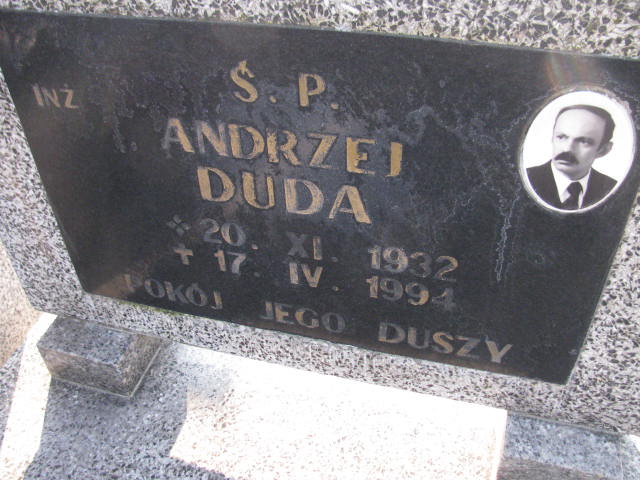 Ś. P.
INŻ
ANDRZEJ
DUDA
* 20. XI. 1932
+ 17. IV. 1994
POKÓJ JEGO DUSZY